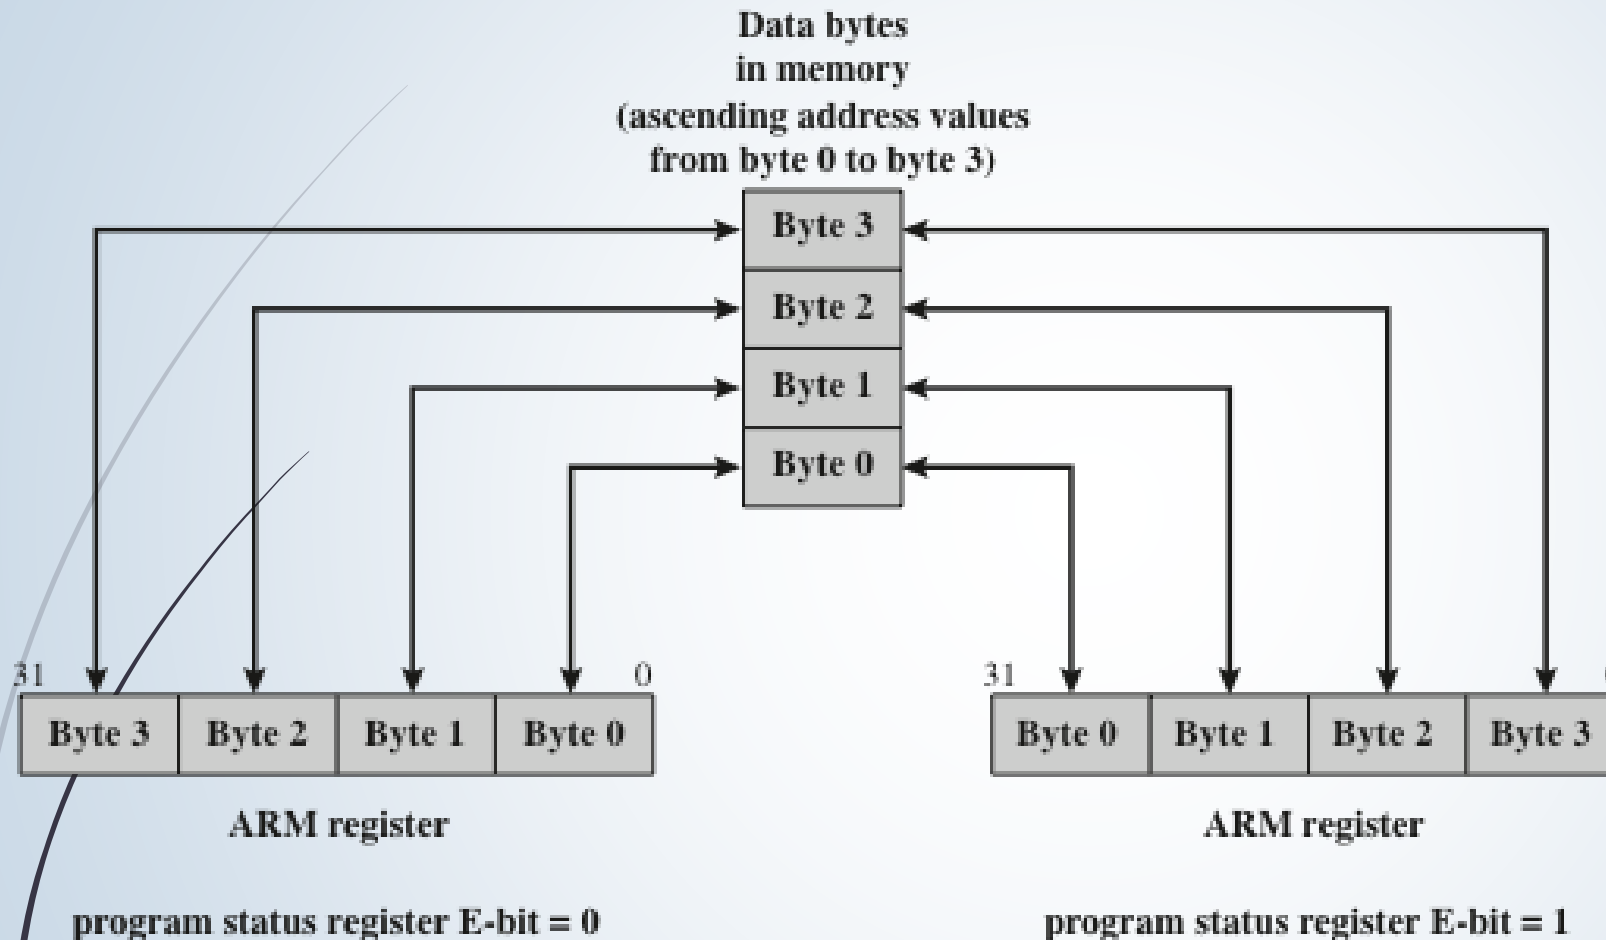 Data bytes
in memory
(ascending address values
from byte 0 to byte 3)
Byte 3
Byte 2
Byte 1
Byte 0
31 0
Byte 3 Byte 2 Byte 1 Byte 0
ARM register
program status register E-bit = 0
31
Byte 0 Byte 1 Byte 2 Byte 3
ARM register
program status register E-bit = 1